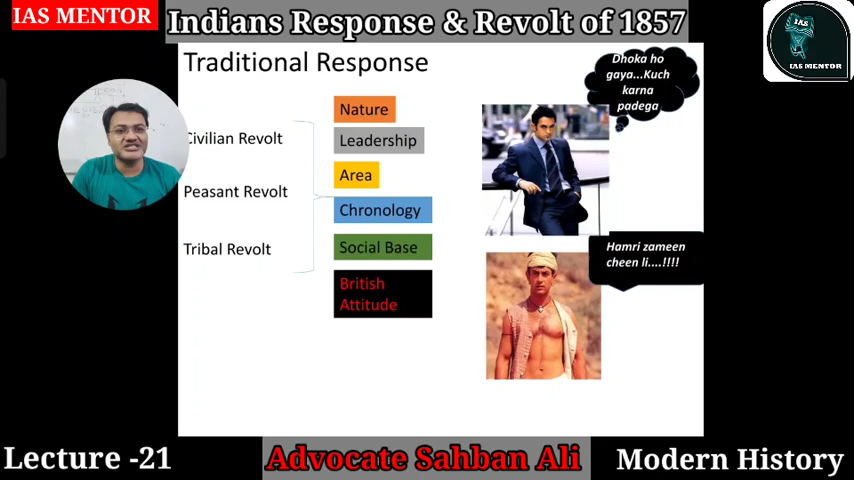 IAS MENTOR
Indians Response & Revolt of 1857
IAS
IAS MENTOR
Traditional Response
Dhoka ho
gaya...Kuch
karna
padega
Nature
Civilian Revolt
Leadership
Area
Peasant Revolt
Chronology
Tribal Revolt
Social Base
Hamri zameen
cheen li....!!!!
British
Attitude
Lecture -21
Advocate Sahban Ali
Modern History